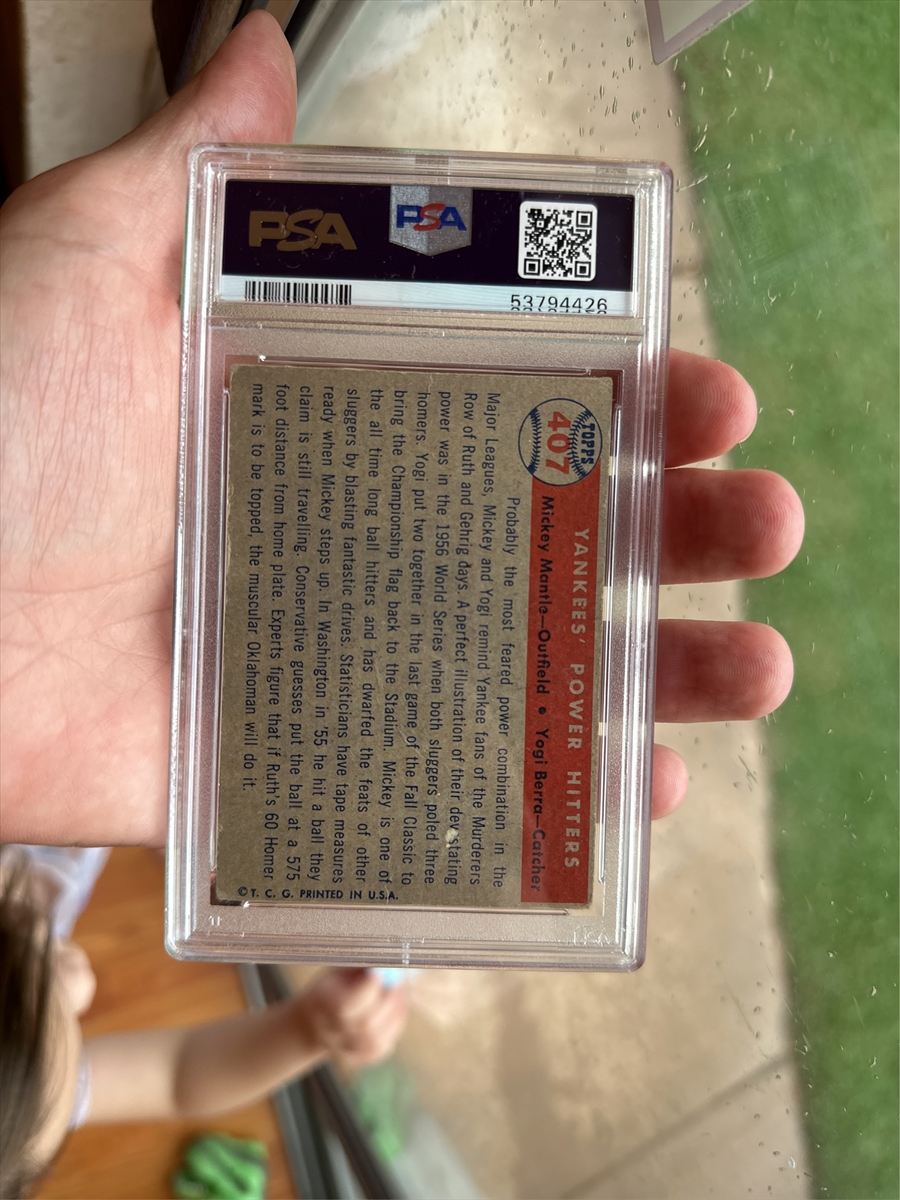 PSA
PSA
53794426
TOPPS
407
YANKEES' POWER HITTERS
Mickey Mantle—Outfield • Yogi Berra—Catcher
Probably the most feared power combination in the
Major Leagues, Mickey and Yogi remind Yankee fans of the Murderers
Row of Ruth and Gehrig days. A perfect illustration of their dev stating
power was in the 1956 World Series when both sluggers poled three
homers. Yogi put two together in the last game of the Fall Classic to
bring the Championship flag back to the Stadium. Mickey is one of
the all time long ball hitters and has dwarfed the feats of other
sluggers by blasting fantastic drives. Statisticians have tape measures
ready when Mickey steps up. In Washington in '55 he hit a ball they
claim is still travelling. Conservative guesses put the ball at a 575
foot distance from home plate. Experts figure that if Ruth's 60 Homer
mark is to be topped, the muscular Oklahoman will do it.
© T. C. G. PRINTED IN U.S.A.